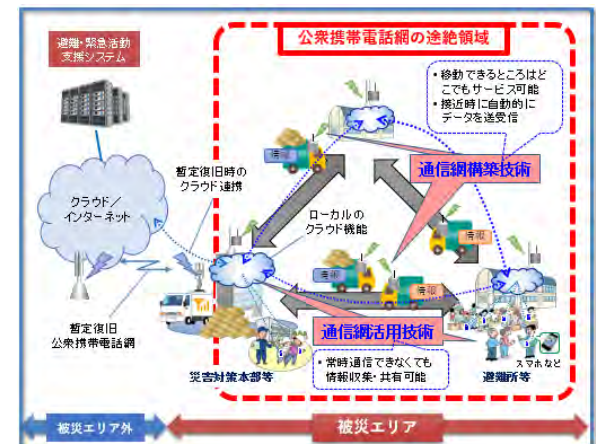 避難・緊急活動
支援システム
公衆携帯電話網の途絶領域
・移動できるところはど
こでもサービス可能
・接近時に自動的に
データを送受信
情報
通信網構築技術
暫定復旧時の
クラウド連携
クラウド／
インターネット
ローカルの
クラウド機能
情報
情報
情報
暫定復旧
公衆携帯電話網
通信網活用技術
・常時通信できなくても
情報収集・共有可能
災害対策本部等
スマホなど
避難所等
被災エリア外
被災エリア